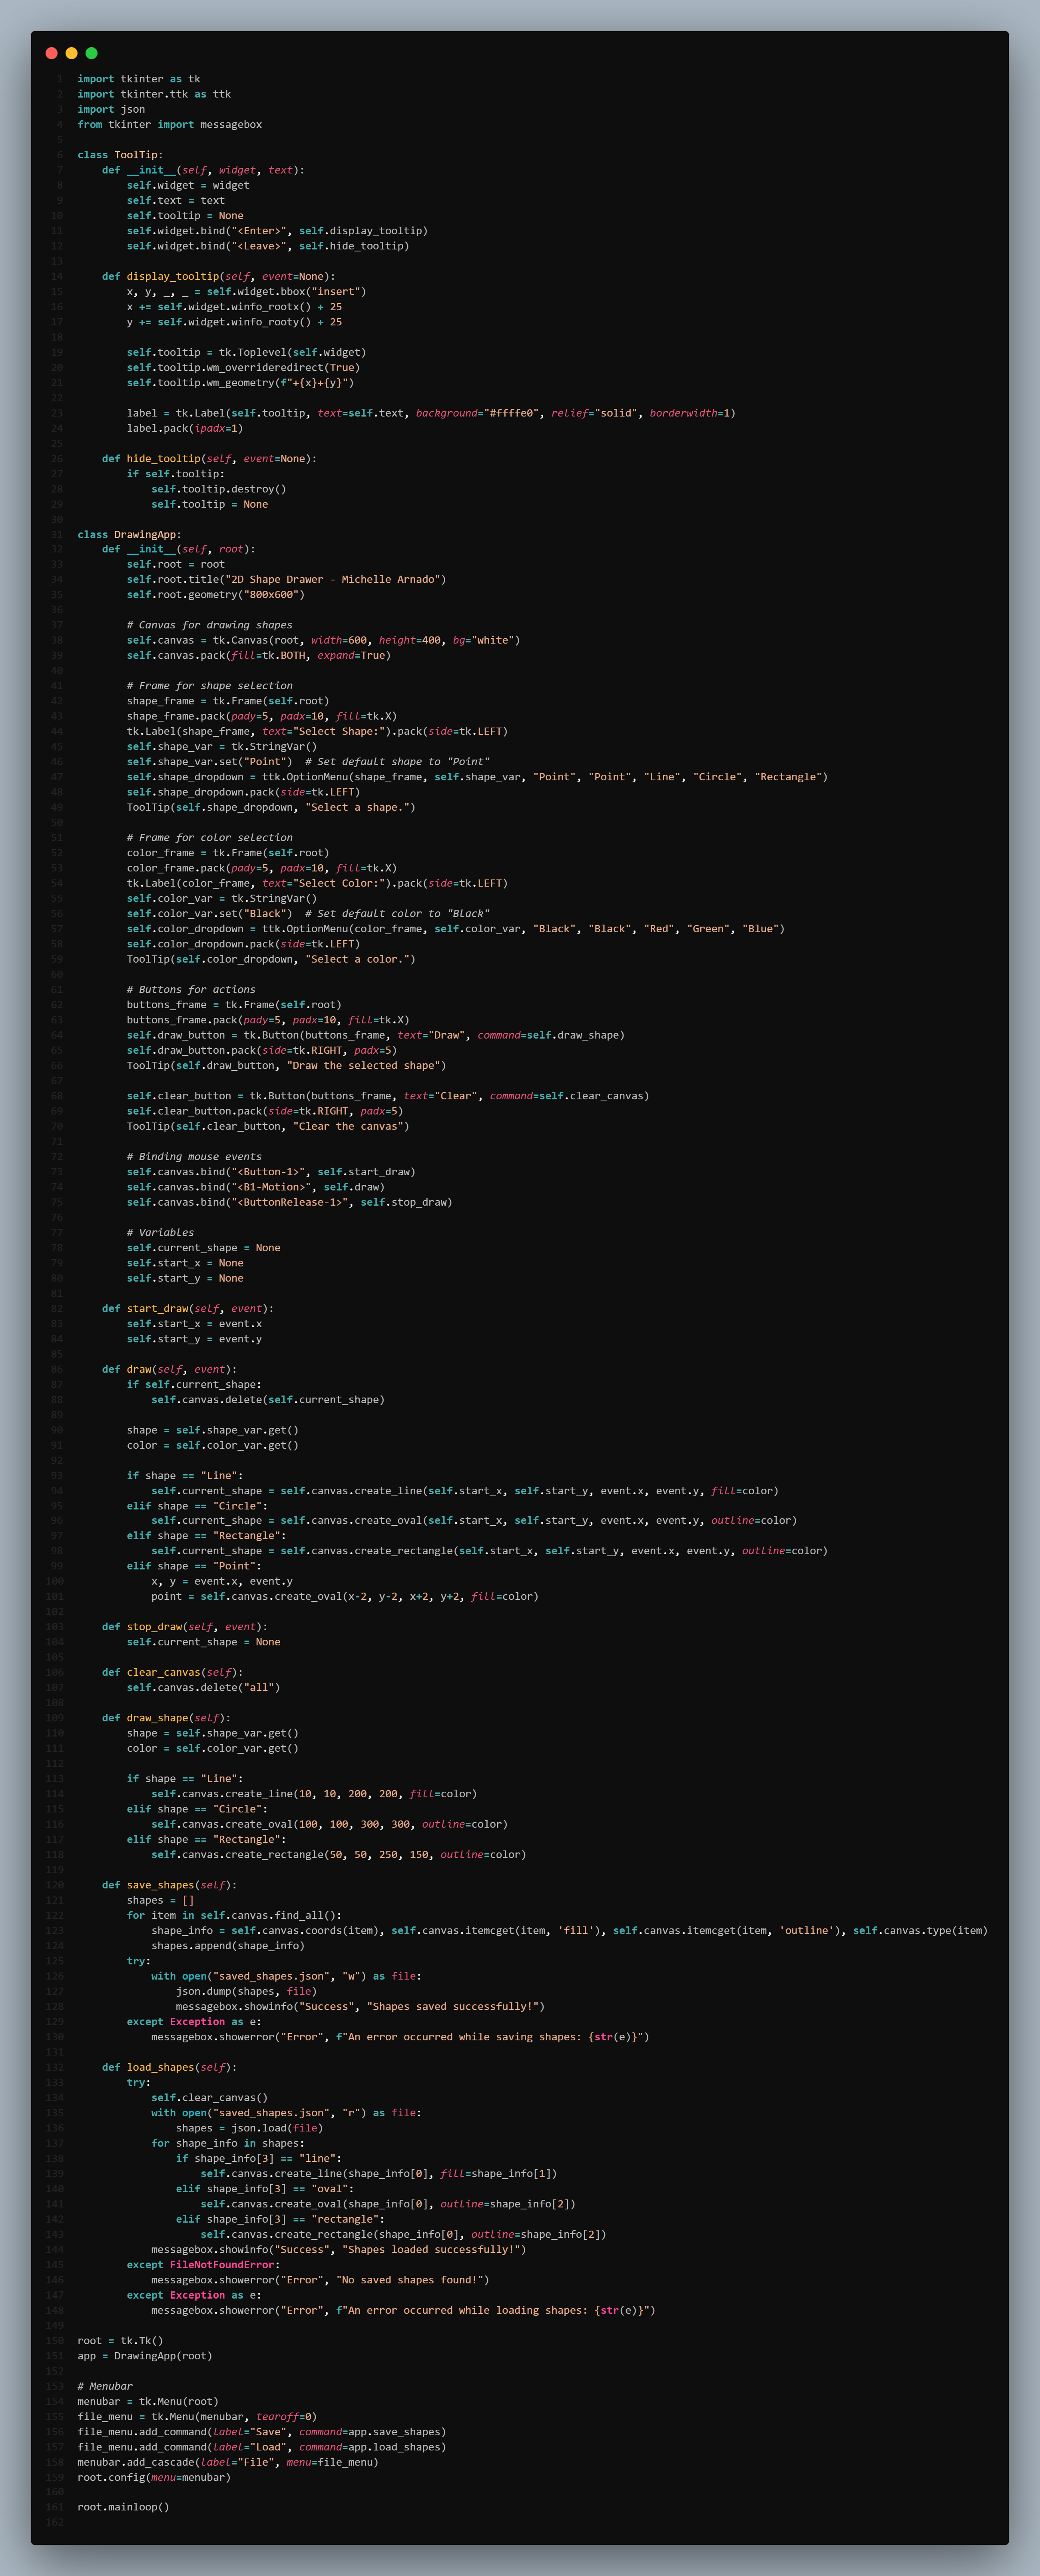 1 import tkinter as tk
2 import tkinter.ttk as ttk
3 import json
4 from tkinter import messagebox
5
6 class ToolTip:
7     def __init__(self, widget, text):
8         self.widget = widget
9         self.text = text
10         self.tooltip = None
11         self.widget.bind("<Enter>", self.display_tooltip)
12         self.widget.bind("<Leave>", self.hide_tooltip)
13
14     def display_tooltip(self, event=None):
15         x, y, _, _ = self.widget.bbox("insert")
16         x += self.widget.winfo_rootx() + 25
17         y += self.widget.winfo_rooty() + 25
18
19         self.tooltip = tk.Toplevel(self.widget)
20         self.tooltip.wm_overrideredirect(True)
21         self.tooltip.wm_geometry(f"+{x}+{y}")
22
23         label = tk.Label(self.tooltip, text=self.text, background="#ffffe0", relief="solid", borderwidth=1)
24         label.pack(ipadx=1)
25
26     def hide_tooltip(self, event=None):
27         if self.tooltip:
28             self.tooltip.destroy()
29             self.tooltip = None
30
31 class DrawingApp:
32     def __init__(self, root):
33         self.root = root
34         self.root.title("2D Shape Drawer - Michelle Arnado")
35         self.root.geometry("800x600")
36
37         # Canvas for drawing shapes
38         self.canvas = tk.Canvas(root, width=600, height=400, bg="white")
39         self.canvas.pack(fill=tk.BOTH, expand=True)
40
41         # Frame for shape selection
42         shape_frame = tk.Frame(self.root)
43         shape_frame.pack(pady=5, padx=10, fill=tk.X)
44         tk.Label(shape_frame, text="Select Shape:").pack(side=tk.LEFT)
45         self.shape_var = tk.StringVar()
46         self.shape_var.set("Point")  # Set default shape to "Point"
47         self.shape_dropdown = ttk.OptionMenu(shape_frame, self.shape_var, "Point", "Point", "Line", "Circle", "Rectangle")
48         self.shape_dropdown.pack(side=tk.LEFT)
49         ToolTip(self.shape_dropdown, "Select a shape.")
50
51         # Frame for color selection
52         color_frame = tk.Frame(self.root)
53         color_frame.pack(pady=5, padx=10, fill=tk.X)
54         tk.Label(color_frame, text="Select Color:").pack(side=tk.LEFT)
55         self.color_var = tk.StringVar()
56         self.color_var.set("Black")  # Set default color to "Black"
57         self.color_dropdown = ttk.OptionMenu(color_frame, self.color_var, "Black", "Black", "Red", "Green", "Blue")
58         self.color_dropdown.pack(side=tk.LEFT)
59         ToolTip(self.color_dropdown, "Select a color.")
60
61         # Buttons for actions
62         buttons_frame = tk.Frame(self.root)
63         buttons_frame.pack(pady=5, padx=10, fill=tk.X)
64         self.draw_button = tk.Button(buttons_frame, text="Draw", command=self.draw_shape)
65         self.draw_button.pack(side=tk.RIGHT, padx=5)
66         ToolTip(self.draw_button, "Draw the selected shape")
67
68         self.clear_button = tk.Button(buttons_frame, text="Clear", command=self.clear_canvas)
69         self.clear_button.pack(side=tk.RIGHT, padx=5)
70         ToolTip(self.clear_button, "Clear the canvas")
71
72         # Binding mouse events
73         self.canvas.bind("<Button-1>", self.start_draw)
74         self.canvas.bind("<B1-Motion>", self.draw)
75         self.canvas.bind("<ButtonRelease-1>", self.stop_draw)
76
77         # Variables
78         self.current_shape = None
79         self.start_x = None
80         self.start_y = None
81
82     def start_draw(self, event):
83         self.start_x = event.x
84         self.start_y = event.y
85
86     def draw(self, event):
87         if self.current_shape:
88             self.canvas.delete(self.current_shape)
89
90         shape = self.shape_var.get()
91         color = self.color_var.get()
92
93         if shape == "Line":
94             self.current_shape = self.canvas.create_line(self.start_x, self.start_y, event.x, event.y, fill=color)
95         elif shape == "Circle":
96             self.current_shape = self.canvas.create_oval(self.start_x, self.start_y, event.x, event.y, outline=color)
97         elif shape == "Rectangle":
98             self.current_shape = self.canvas.create_rectangle(self.start_x, self.start_y, event.x, event.y, outline=color)
99         elif shape == "Point":
100             x, y = event.x, event.y
101             point = self.canvas.create_oval(x-2, y-2, x+2, y+2, fill=color)
102
103     def stop_draw(self, event):
104         self.current_shape = None
105
106     def clear_canvas(self):
107         self.canvas.delete("all")
108
109     def draw_shape(self):
110         shape = self.shape_var.get()
111         color = self.color_var.get()
112
113         if shape == "Line":
114             self.canvas.create_line(10, 10, 200, 200, fill=color)
115         elif shape == "Circle":
116             self.canvas.create_oval(100, 100, 300, 300, outline=color)
117         elif shape == "Rectangle":
118             self.canvas.create_rectangle(50, 50, 250, 150, outline=color)
119
120     def save_shapes(self):
121         shapes = []
122         for item in self.canvas.find_all():
123             shape_info = self.canvas.coords(item), self.canvas.itemcget(item, 'fill'), self.canvas.itemcget(item, 'outline'), self.canvas.type(item)
124             shapes.append(shape_info)
125         try:
126             with open("saved_shapes.json", "w") as file:
127                 json.dump(shapes, file)
128                 messagebox.showinfo("Success", "Shapes saved successfully!")
129         except Exception as e:
130             messagebox.showerror("Error", f"An error occurred while saving shapes: {str(e)}")
131
132     def load_shapes(self):
133         try:
134             self.clear_canvas()
135             with open("saved_shapes.json", "r") as file:
136                 shapes = json.load(file)
137             for shape_info in shapes:
138                 if shape_info[3] == "line":
139                     self.canvas.create_line(shape_info[0], fill=shape_info[1])
140                 elif shape_info[3] == "oval":
141                     self.canvas.create_oval(shape_info[0], outline=shape_info[2])
142                 elif shape_info[3] == "rectangle":
143                     self.canvas.create_rectangle(shape_info[0], outline=shape_info[2])
144             messagebox.showinfo("Success", "Shapes loaded successfully!")
145         except FileNotFoundError:
146             messagebox.showerror("Error", "No saved shapes found!")
147         except Exception as e:
148             messagebox.showerror("Error", f"An error occurred while loading shapes: {str(e)}")
149
150 root = tk.Tk()
151 app = DrawingApp(root)
152
153 # Menubar
154 menubar = tk.Menu(root)
155 file_menu = tk.Menu(menubar, tearoff=0)
156 file_menu.add_command(label="Save", command=app.save_shapes)
157 file_menu.add_command(label="Load", command=app.load_shapes)
158 menubar.add_cascade(label="File", menu=file_menu)
159 root.config(menu=menubar)
160
161 root.mainloop()
162